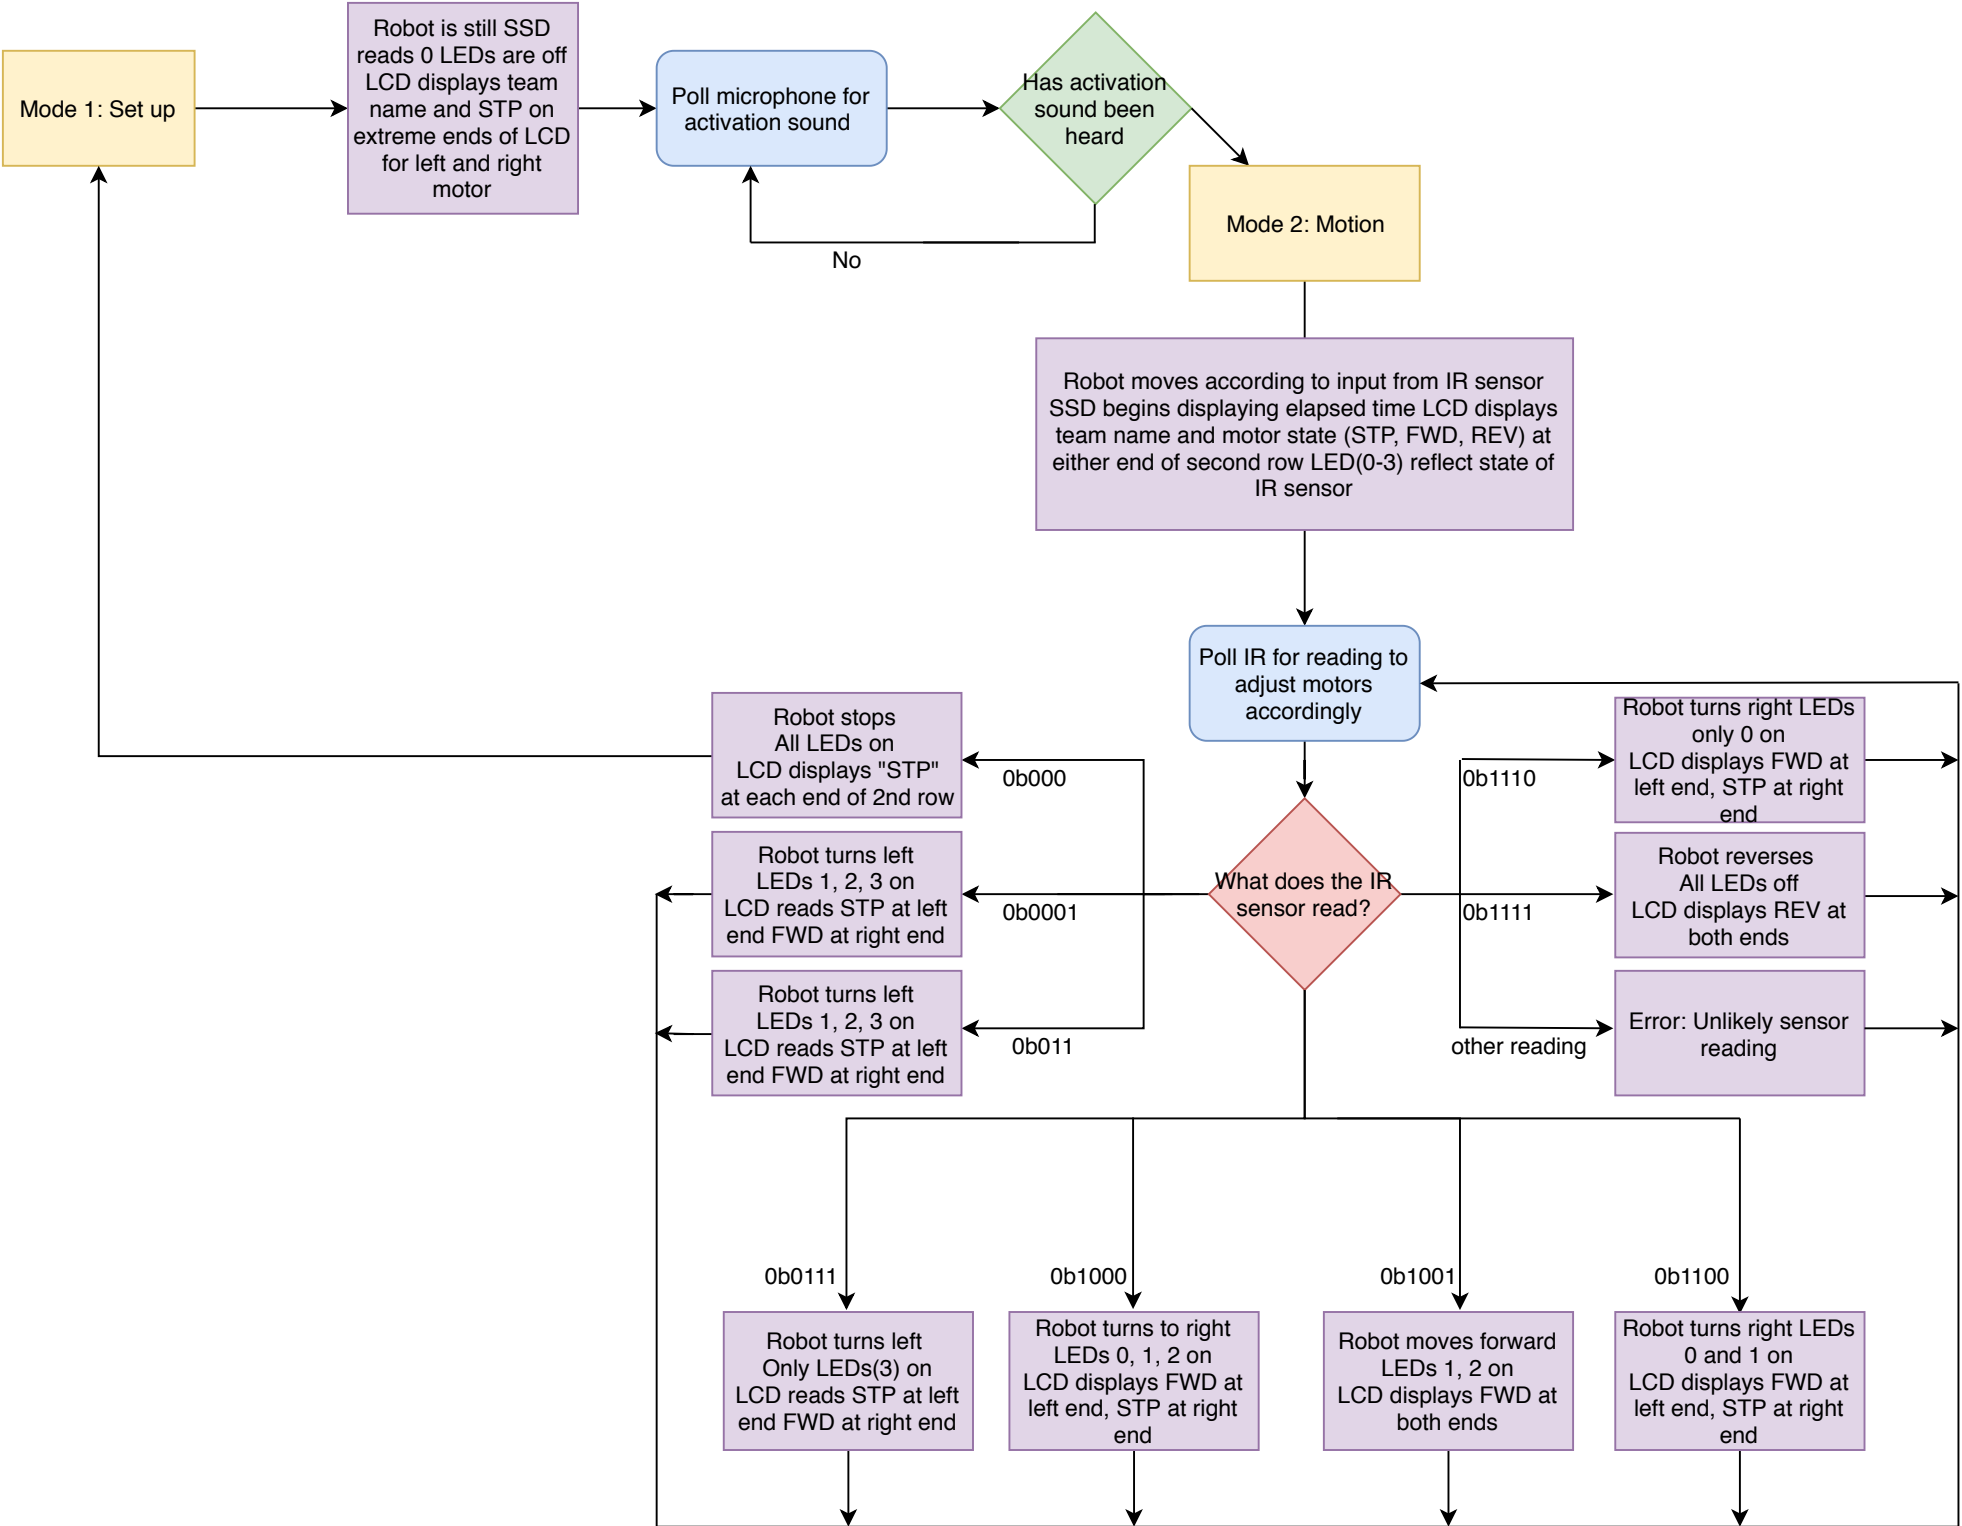 Mode 1: Set up
Robot is still SSD
reads 0 LEDs are off
LCD displays team
name and STP on
extreme ends of LCD
for left and right
motor
Poll microphone for
activation sound
Has activation
sound been
heard
No
Mode 2: Motion
Robot moves according to input from IR sensor
SSD begins displaying elapsed time LCD displays
team name and motor state (STP, FWD, REV) at
either end of second row LED(0-3) reflect state of
IR sensor
Poll IR for reading to
adjust motors
accordingly
What does the IR
sensor read?
0b000
Robot stops
All LEDs on
LCD displays "STP"
at each end of 2nd row
0b0001
Robot turns left
LEDs 1, 2, 3 on
LCD reads STP at left
end FWD at right end
0b011
Robot turns left
LEDs 1, 2, 3 on
LCD reads STP at left
end FWD at right end
0b1110
Robot turns right LEDs
only 0 on
LCD displays FWD at
left end, STP at right
end
0b1111
Robot reverses
All LEDs off
LCD displays REV at
both ends
other reading
Error: Unlikely sensor
reading
0b0111
Robot turns left
Only LEDs(3) on
LCD reads STP at left
end FWD at right end
0b1000
Robot turns to right
LEDs 0, 1, 2 on
LCD displays FWD at
left end, STP at right
end
0b1001
Robot moves forward
LEDs 1, 2 on
LCD displays FWD at
both ends
0b1100
Robot turns right LEDs
0 and 1 on
LCD displays FWD at
left end, STP at right
end